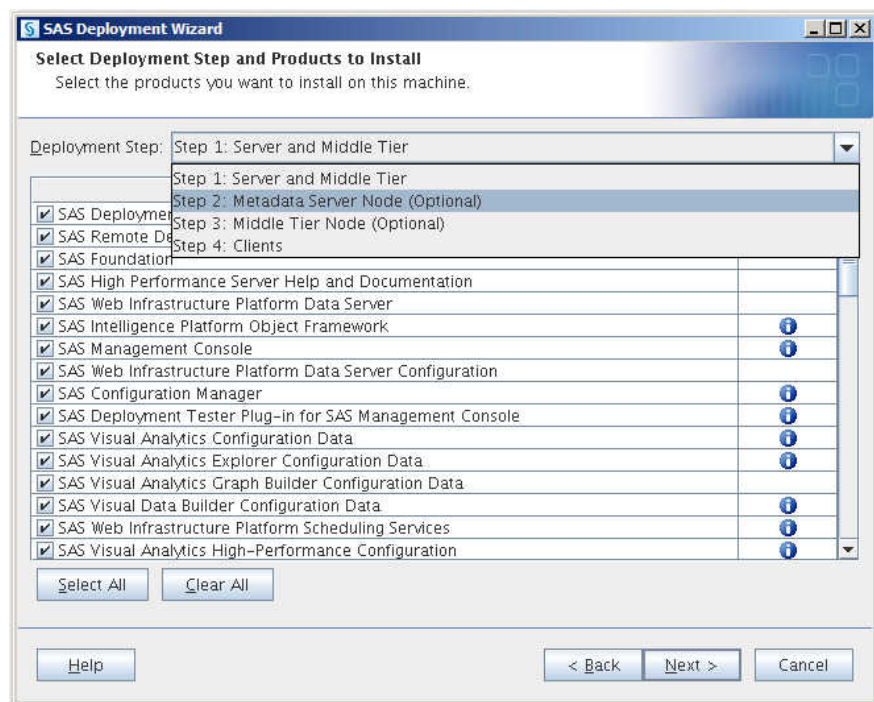 SAS Deployment Wizard
Select Deployment Step and Products to Install
Select the products you want to install on this machine.
Deployment Step: Step 1: Server and Middle Tier
Step 1: Server and Middle Tier
Step 2: Metadata Server Node (Optional)
Step 3: Middle Tier Node (Optional)
Step 4: Clients
SAS Deploymen
SAS Remote De
SAS Foundation
SAS High Performance Server Help and Documentation
SAS Web Infrastructure Platform Data Server
SAS Intelligence Platform Object Framework
SAS Management Console
SAS Web Infrastructure Platform Data Server Configuration
SAS Configuration Manager
SAS Deployment Tester Plug-in for SAS Management Console
SAS Visual Analytics Configuration Data
SAS Visual Analytics Explorer Configuration Data
SAS Visual Analytics Graph Builder Configuration Data
SAS Visual Data Builder Configuration Data
SAS Web Infrastructure Platform Scheduling Services
SAS Visual Analytics High-Performance Configuration
Select All Clear All
Help < Back Next > Cancel